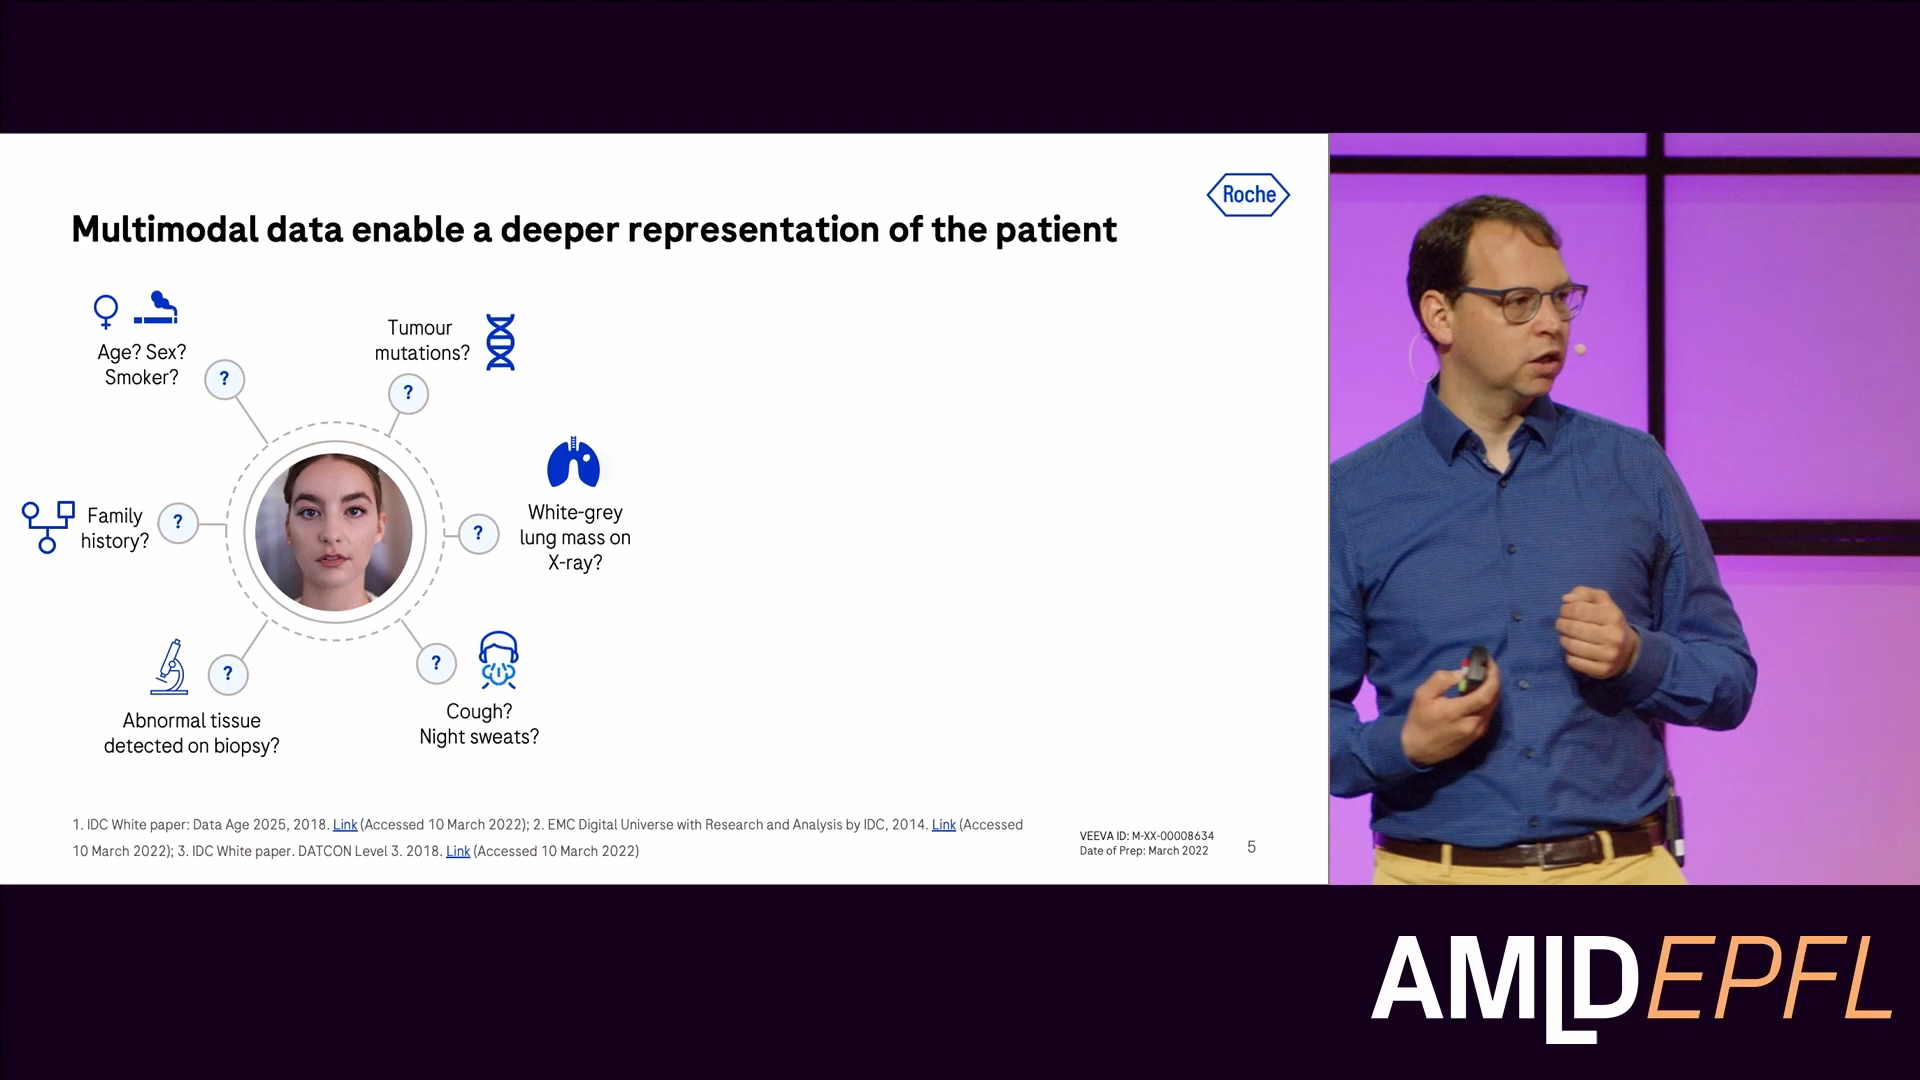 Roche
Multimodal data enable a deeper representation of the patient
Age? Sex?
Smoker?
?
Tumour
mutations?
?
Family
history?
?
?
White-grey
lung mass on
X-ray?
?
Abnormal tissue
detected on biopsy?
?
Cough?
Night sweats?
1. IDC White paper: Data Age 2025, 2018. Link (Accessed 10 March 2022); 2. EMC Digital Universe with Research and Analysis by IDC, 2014. Link (Accessed
10 March 2022); 3. IDC White paper. DATCON Level 3. 2018. Link (Accessed 10 March 2022)
VEEVA ID: M-XX-00008634
Date of Prep: March 2022
5
AMLDEPFL